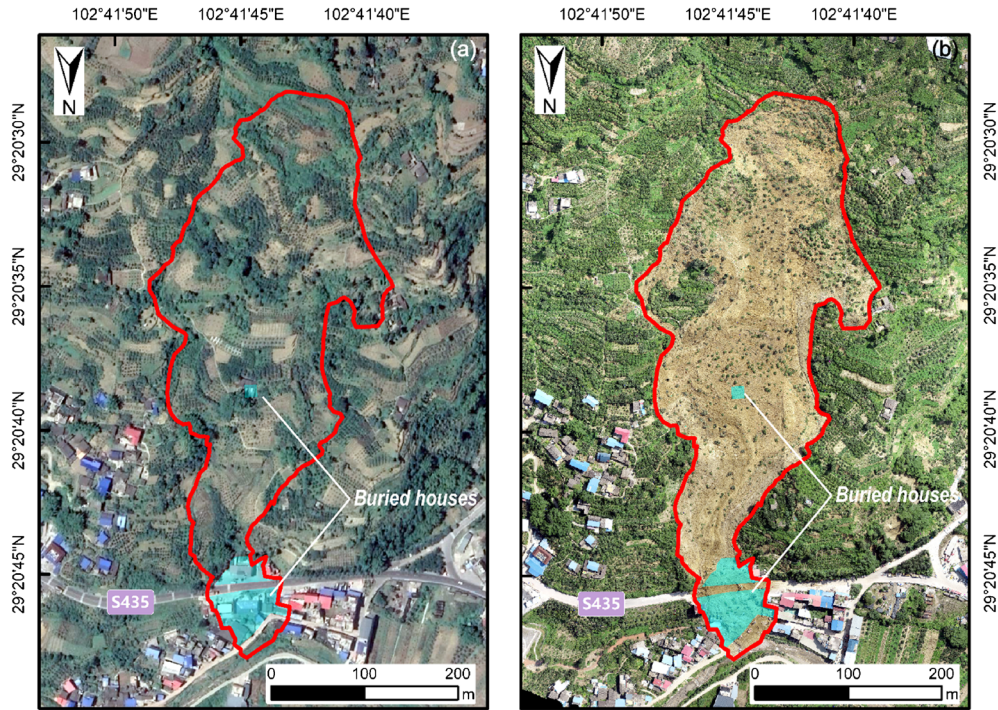 102°41'50"E
102°41'45"E
102°41'40"E
102°41'50"E
102°41'45"E
102°41'40"E
(a)
(b)
N
N
29°20'30"N
29°20'35"N
29°20'40"N
29°20'45"N
29°20'30"N
29°20'35"N
29°20'40"N
29°20'45"N
Buried houses
Buried houses
S435
S435
0 100 200
m
0 100 200
m